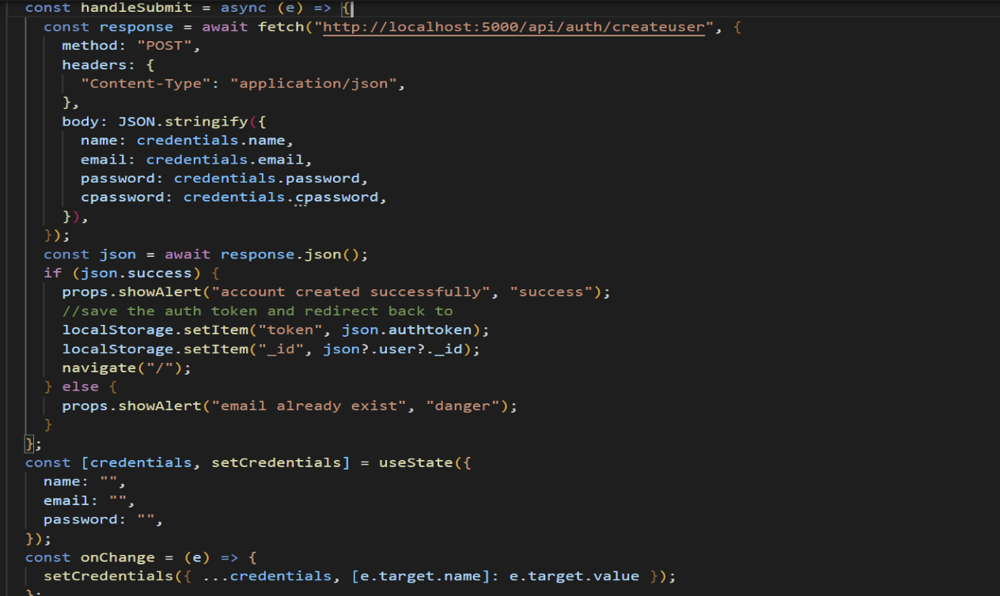 const handleSubmit = async (e) => {
const response = await fetch("http://localhost:5000/api/auth/createuser", {
method: "POST",
headers: {
"Content-Type": "application/json",
},
body: JSON.stringify({
name: credentials.name,
email: credentials.email,
password: credentials.password,
cpassword: credentials.cpassword,
}),
});
const json = await response.json();
if (json.success) {
props.showAlert("account created successfully", "success");
//save the auth token and redirect back to
localStorage.setItem("token", json.authtoken);
localStorage.setItem("_id", json?.user?._id);
navigate("/");
} else {
props.showAlert("email already exist", "danger");
}
};
const [credentials, setCredentials] = useState({
name: "",
email: "",
password: "",
});
const onChange = (e) => {
setCredentials({ ...credentials, [e.target.name]: e.target.value });
};